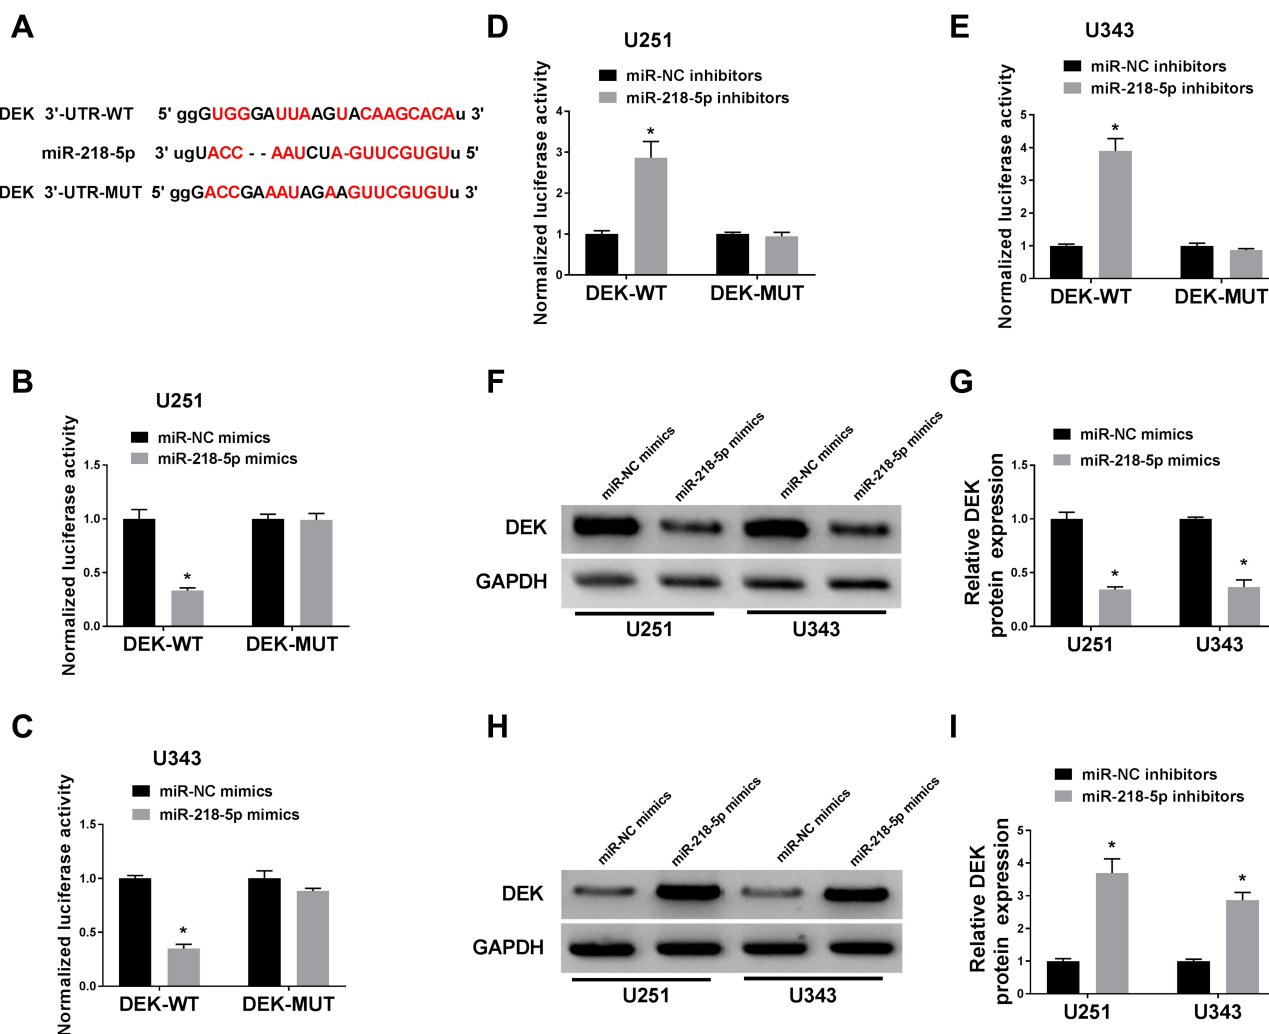 A
DEK 3'-UTR-WT 5' ggGUGGGAUUAAGUACAAGCACAu 3'
miR-218-5p 3' ugUACC - - AAUCUA-GUUCGUGUu 5'
DEK 3'-UTR-MUT 5' ggGACCGAAAUAGAAGUUCGUGUu 3'
D
U251
miR-NC inhibitors
miR-218-5p inhibitors
Normalized luciferase activity
4
3
2
1
0
*
DEK-WT
DEK-MUT
E
U343
miR-NC inhibitors
miR-218-5p inhibitors
Normalized luciferase activity
5
4
3
2
1
0
*
DEK-WT
DEK-MUT
B
U251
miR-NC mimics
miR-218-5p mimics
Normalized luciferase activity
1.5
1.0
0.5
0.0
*
DEK-WT
DEK-MUT
F
miR-NC mimics
miR-218-5p mimics
miR-NC mimics
miR-218-5p mimics
DEK
GAPDH
U251
U343
G
miR-NC mimics
miR-218-5p mimics
Relative DEK
protein expression
1.5
1.0
0.5
0.0
*
*
U251
U343
C
U343
miR-NC mimics
miR-218-5p mimics
Normalized luciferase activity
1.5
1.0
0.5
0.0
*
DEK-WT
DEK-MUT
H
miR-NC mimics
miR-218-5p mimics
miR-NC mimics
miR-218-5p mimics
DEK
GAPDH
U251
U343
I
miR-NC inhibitors
miR-218-5p inhibitors
Relative DEK
protein expression
5
4
3
2
1
0
*
*
U251
U343